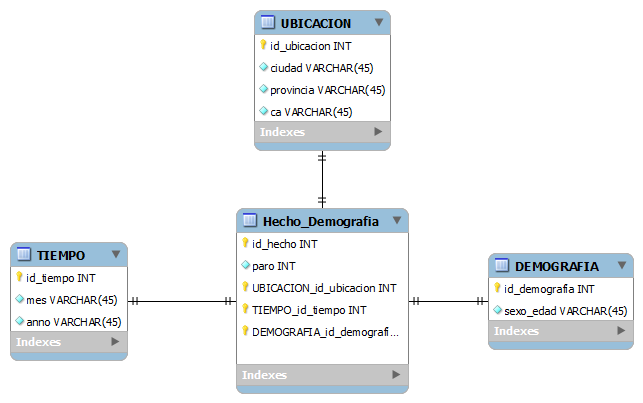 UBICACION
id_ubicacion INT
ciudad VARCHAR(45)
provincia VARCHAR(45)
ca VARCHAR(45)
Indexes
TIEMPO
id_tiempo INT
mes VARCHAR(45)
anno VARCHAR(45)
Indexes
Hecho_Demografia
id_hecho INT
paro INT
UBICACION_id_ubicacion INT
TIEMPO_id_tiempo INT
DEMOGRAFIA_id_demografi...
Indexes
DEMOGRAFIA
id_demografia INT
sexo_edad VARCHAR(45)
Indexes